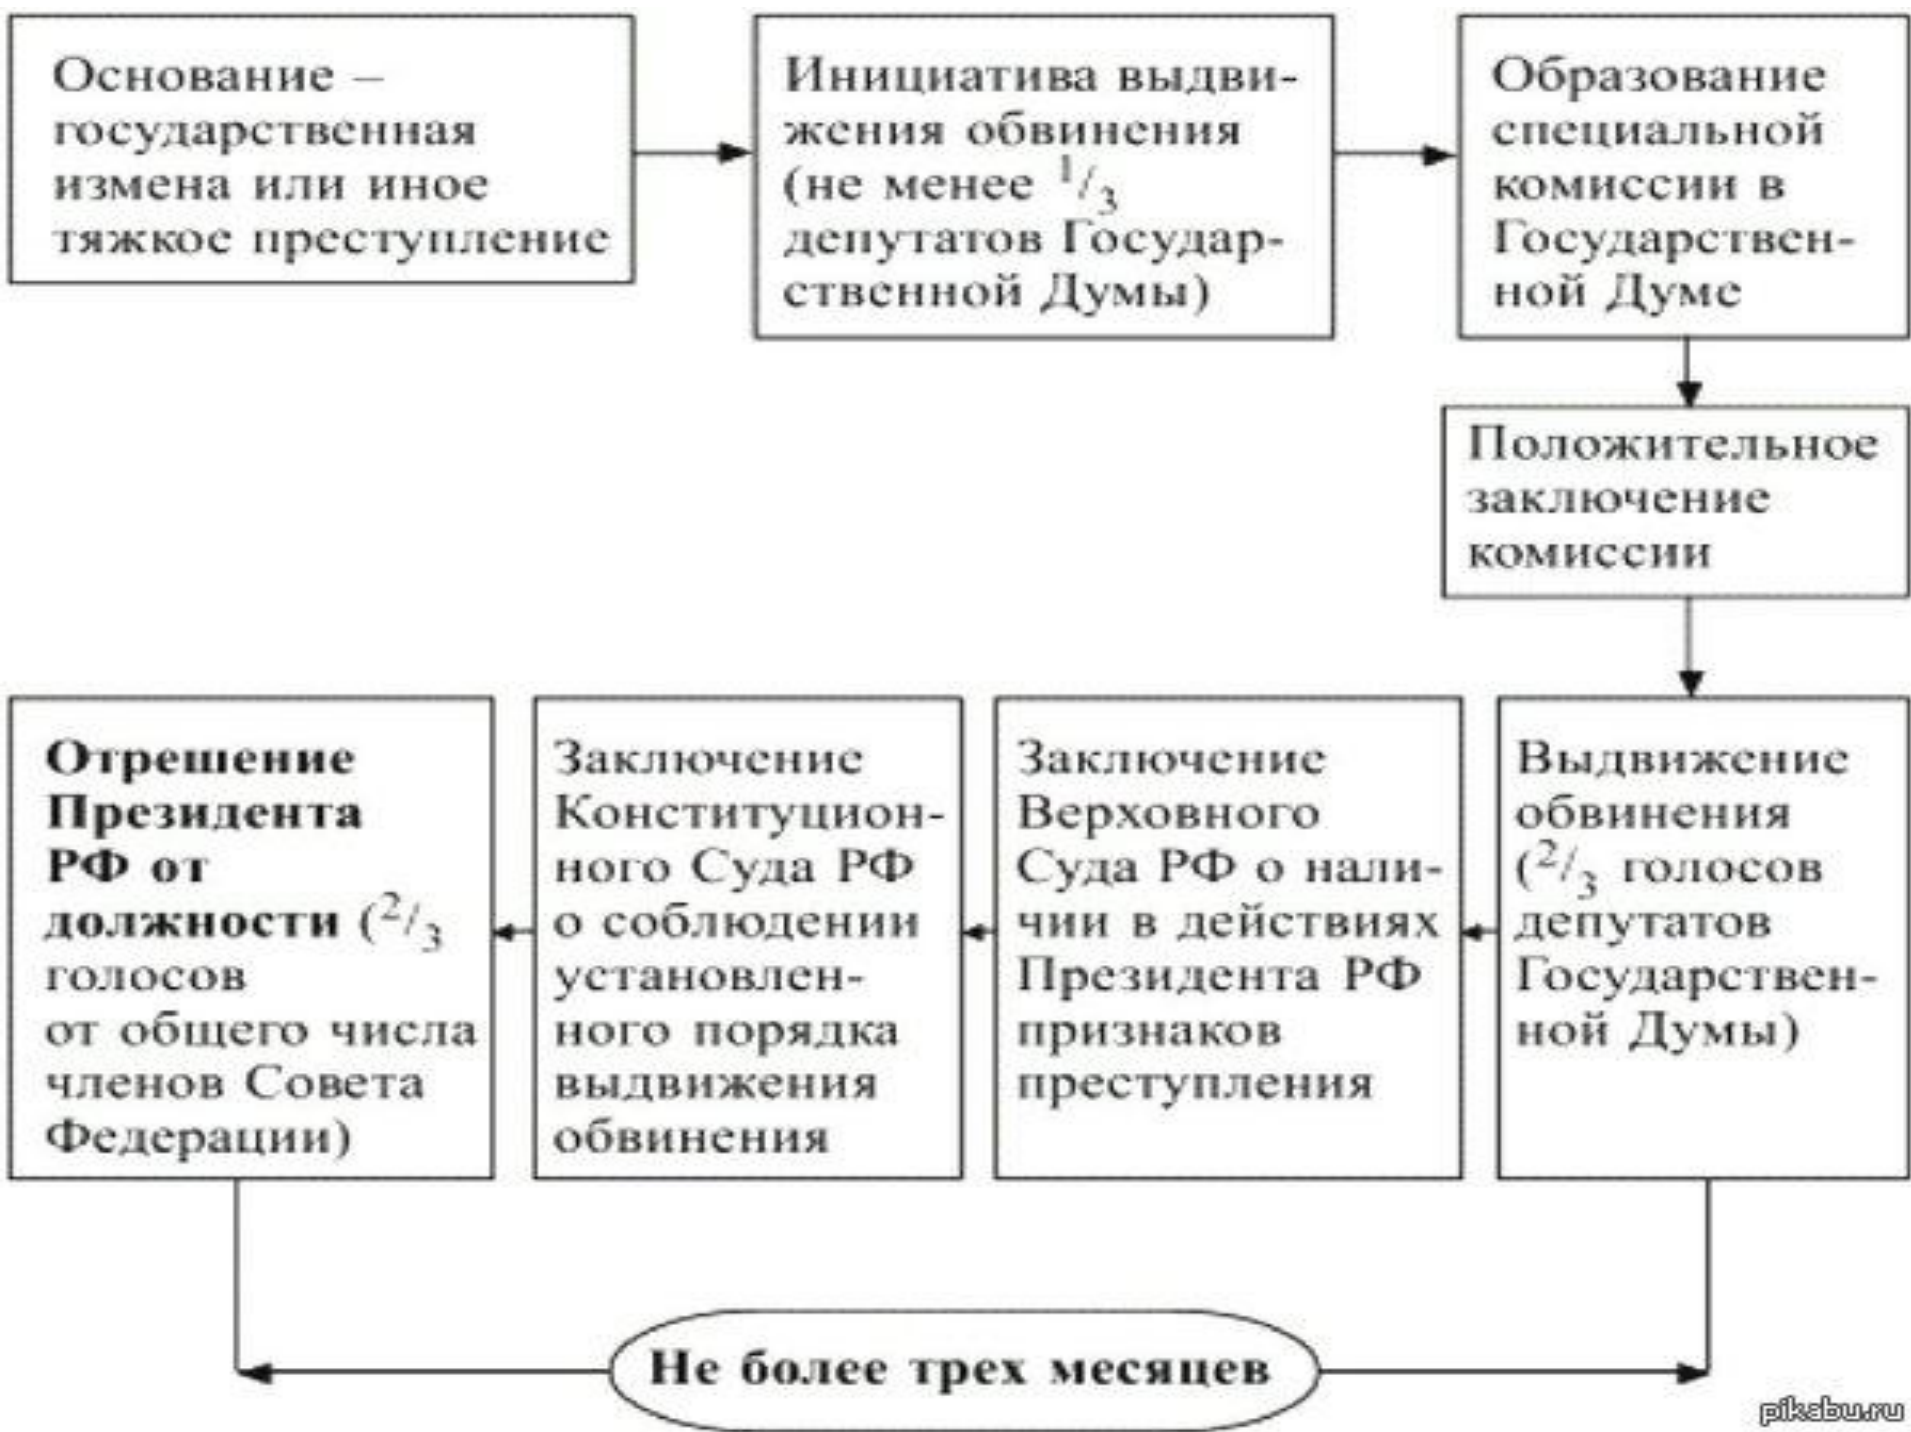 Основание –
государственная
измена или иное
тяжкое преступление
Инициатива выдви-
жения обвинения
(не менее 1/3
депутатов Государ-
ственной Думы)
Образование
специальной
комиссии в
Государствен-
ной Думе
Положительное
заключение
комиссии
Выдвижение
обвинения
(2/3 голосов
депутатов
Государствен-
ной Думы)
Заключение
Верховного
Суда РФ о нали-
чии в действиях
Президента РФ
признаков
преступления
Заключение
Конституцион-
ного Суда РФ
о соблюдении
установлен-
ного порядка
выдвижения
обвинения
Отрешение
Президента
РФ от
должности (2/3
голосов
от общего числа
членов Совета
Федерации)
Не более трех месяцев
pikabu.ru